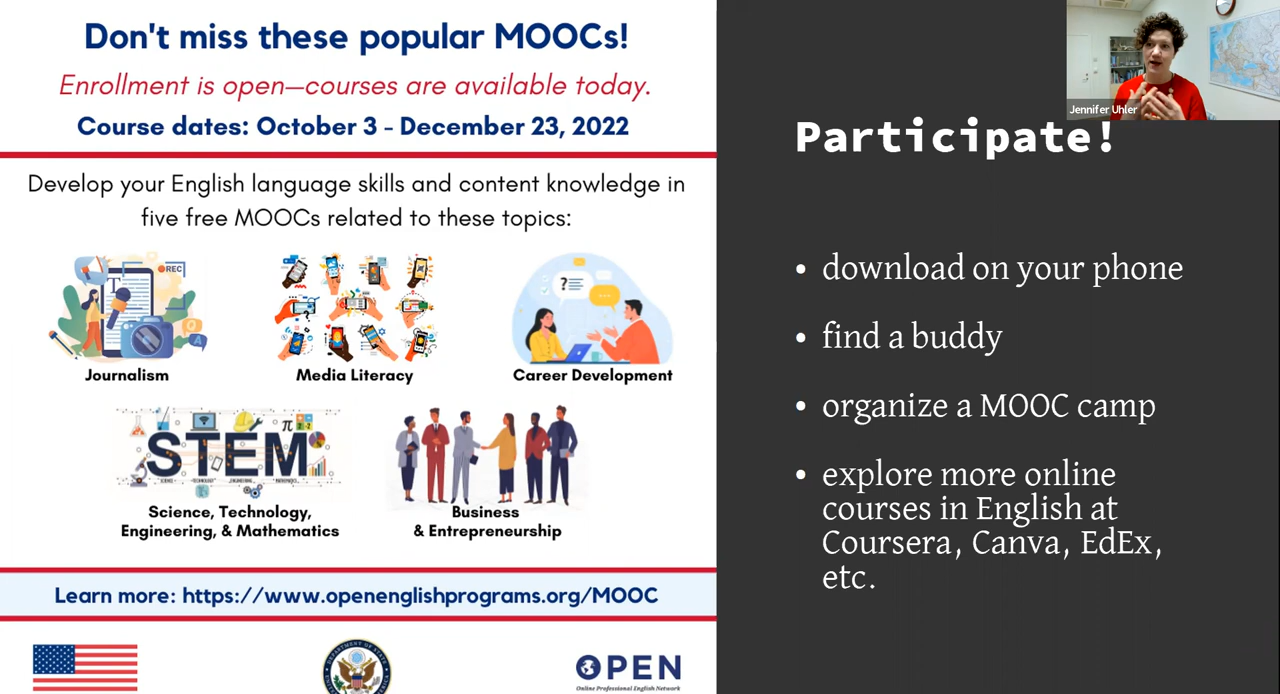 Don't miss these popular MOOCs!
Enrollment is open—courses are available today.
Course dates: October 3 - December 23, 2022
Develop your English language skills and content knowledge in
five free MOOCs related to these topics:
REC
Journalism
Media Literacy
Career Development
STEM
Science, Technology,
Engineering, & Mathematics
Business
& Entrepreneurship
Learn more: https://www.openenglishprograms.org/MOOC
OPEN
Online Professional English Network
Jennifer Uhler
Participate!
• download on your phone
• find a buddy
• organize a MOOC camp
• explore more online
courses in English at
Coursera, Canva, EdEx,
etc.